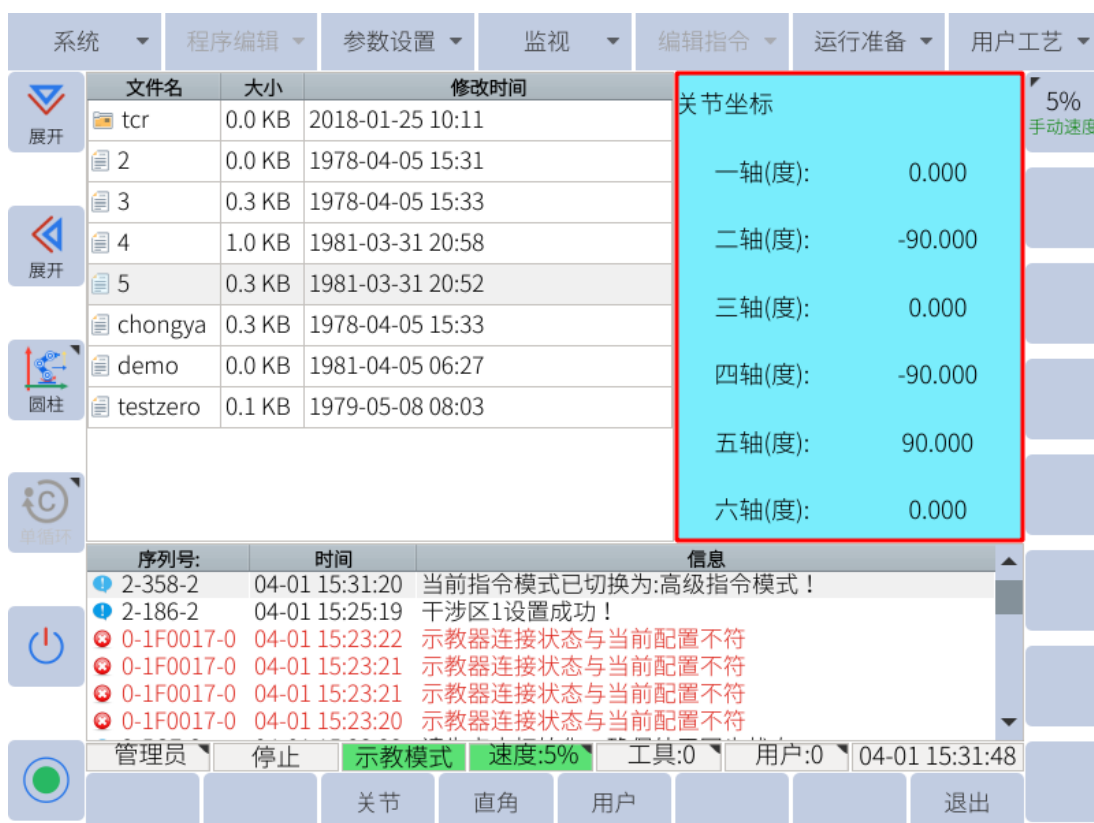 系统 程序编辑 参数设置 监视 编辑指令 运行准备 用户工艺
展开
展开
圆柱
单循环
文件名 大小 修改时间
tcr 0.0 KB 2018-01-25 10:11
2 0.0 KB 1978-04-05 15:31
3 0.3 KB 1978-04-05 15:33
4 1.0 KB 1981-03-31 20:58
5 0.3 KB 1981-03-31 20:52
chongya 0.3 KB 1978-04-05 15:33
demo 0.0 KB 1981-04-05 06:27
testzero 0.1 KB 1979-05-08 08:03
关节坐标
一轴(度): 0.000
二轴(度): -90.000
三轴(度): 0.000
四轴(度): -90.000
五轴(度): 90.000
六轴(度): 0.000
5%
手动速度
序列号: 时间 信息
2-358-2 04-01 15:31:20 当前指令模式已切换为:高级指令模式！
2-186-2 04-01 15:25:19 干涉区1设置成功！
0-1F0017-0 04-01 15:23:22 示教器连接状态与当前配置不符
0-1F0017-0 04-01 15:23:21 示教器连接状态与当前配置不符
0-1F0017-0 04-01 15:23:21 示教器连接状态与当前配置不符
0-1F0017-0 04-01 15:23:20 示教器连接状态与当前配置不符
管理员 停止 示教模式 速度:5% 工具:0 用户:0 04-01 15:31:48
关节 直角 用户 退出